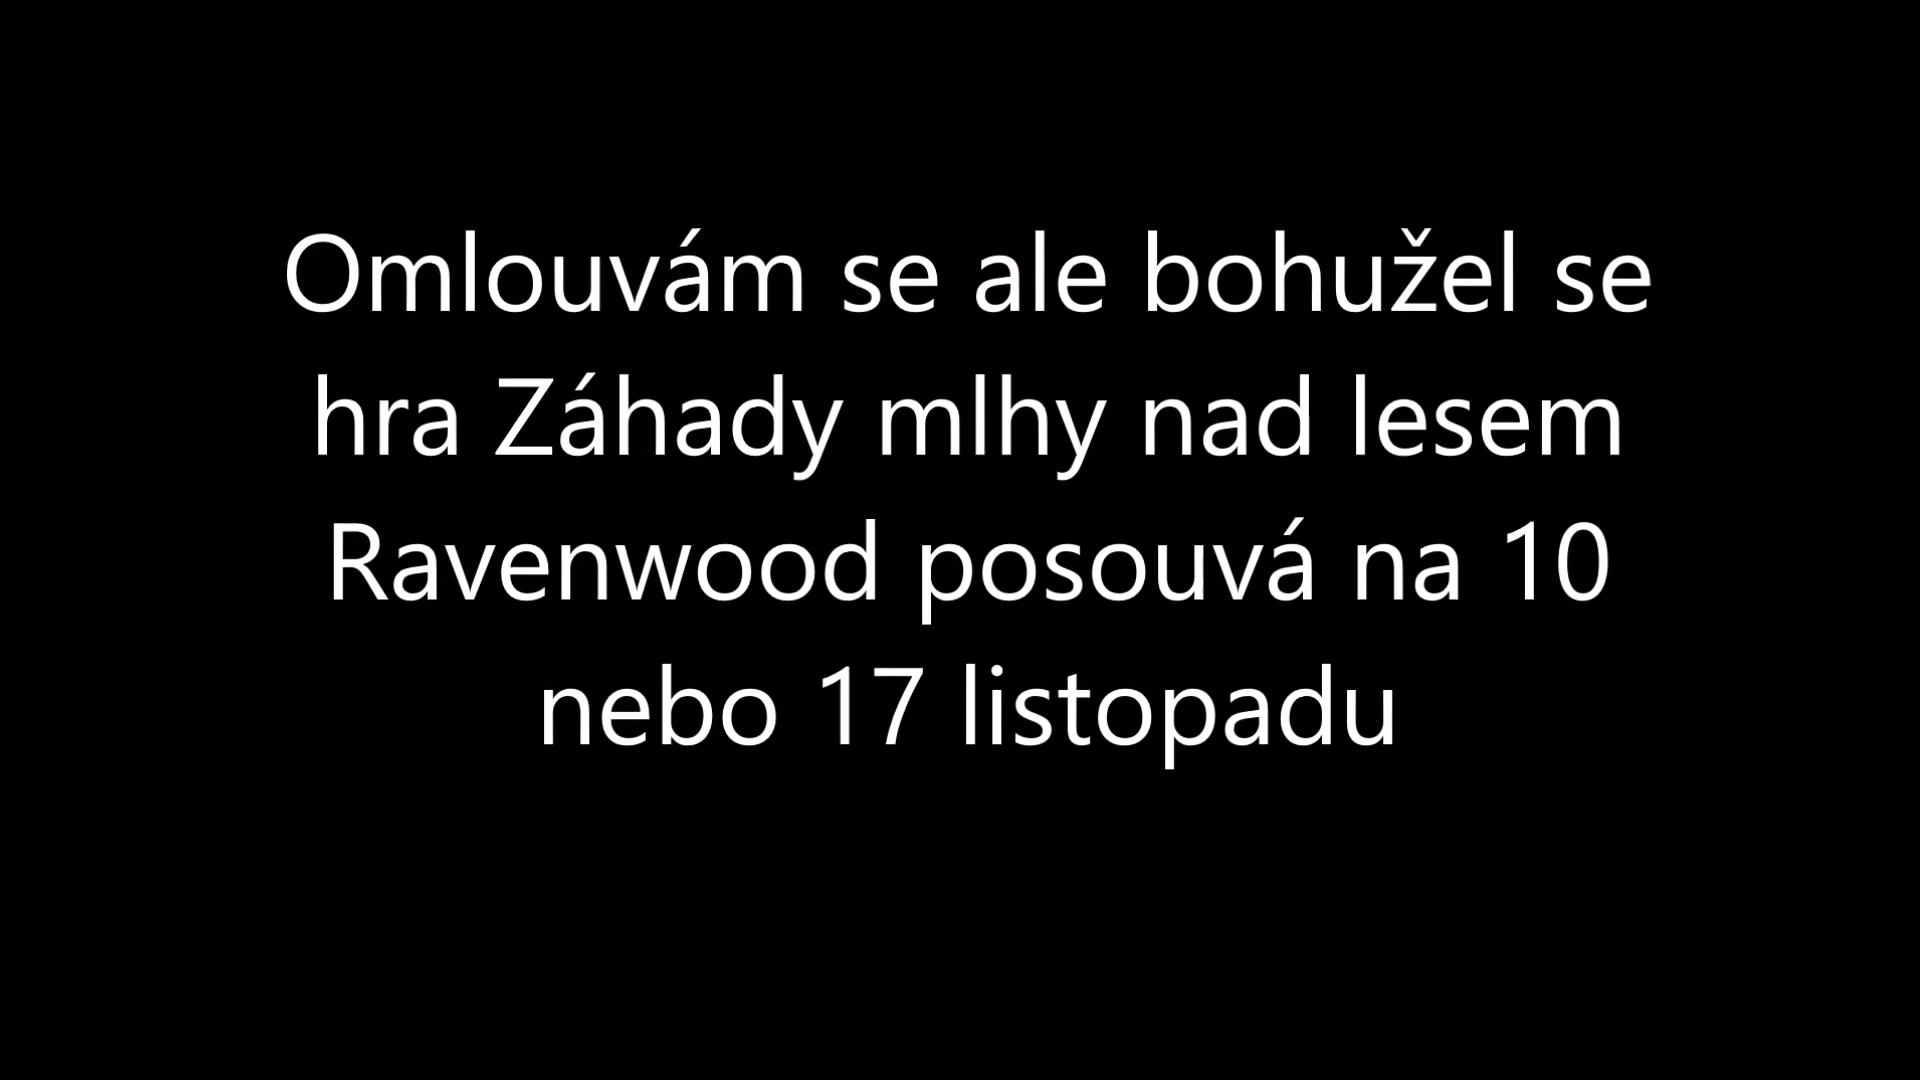 Omlouvám se ale bohužel se
hra Záhady mlhy nad lesem
Ravenwood posouvá na 10
nebo 17 listopadu